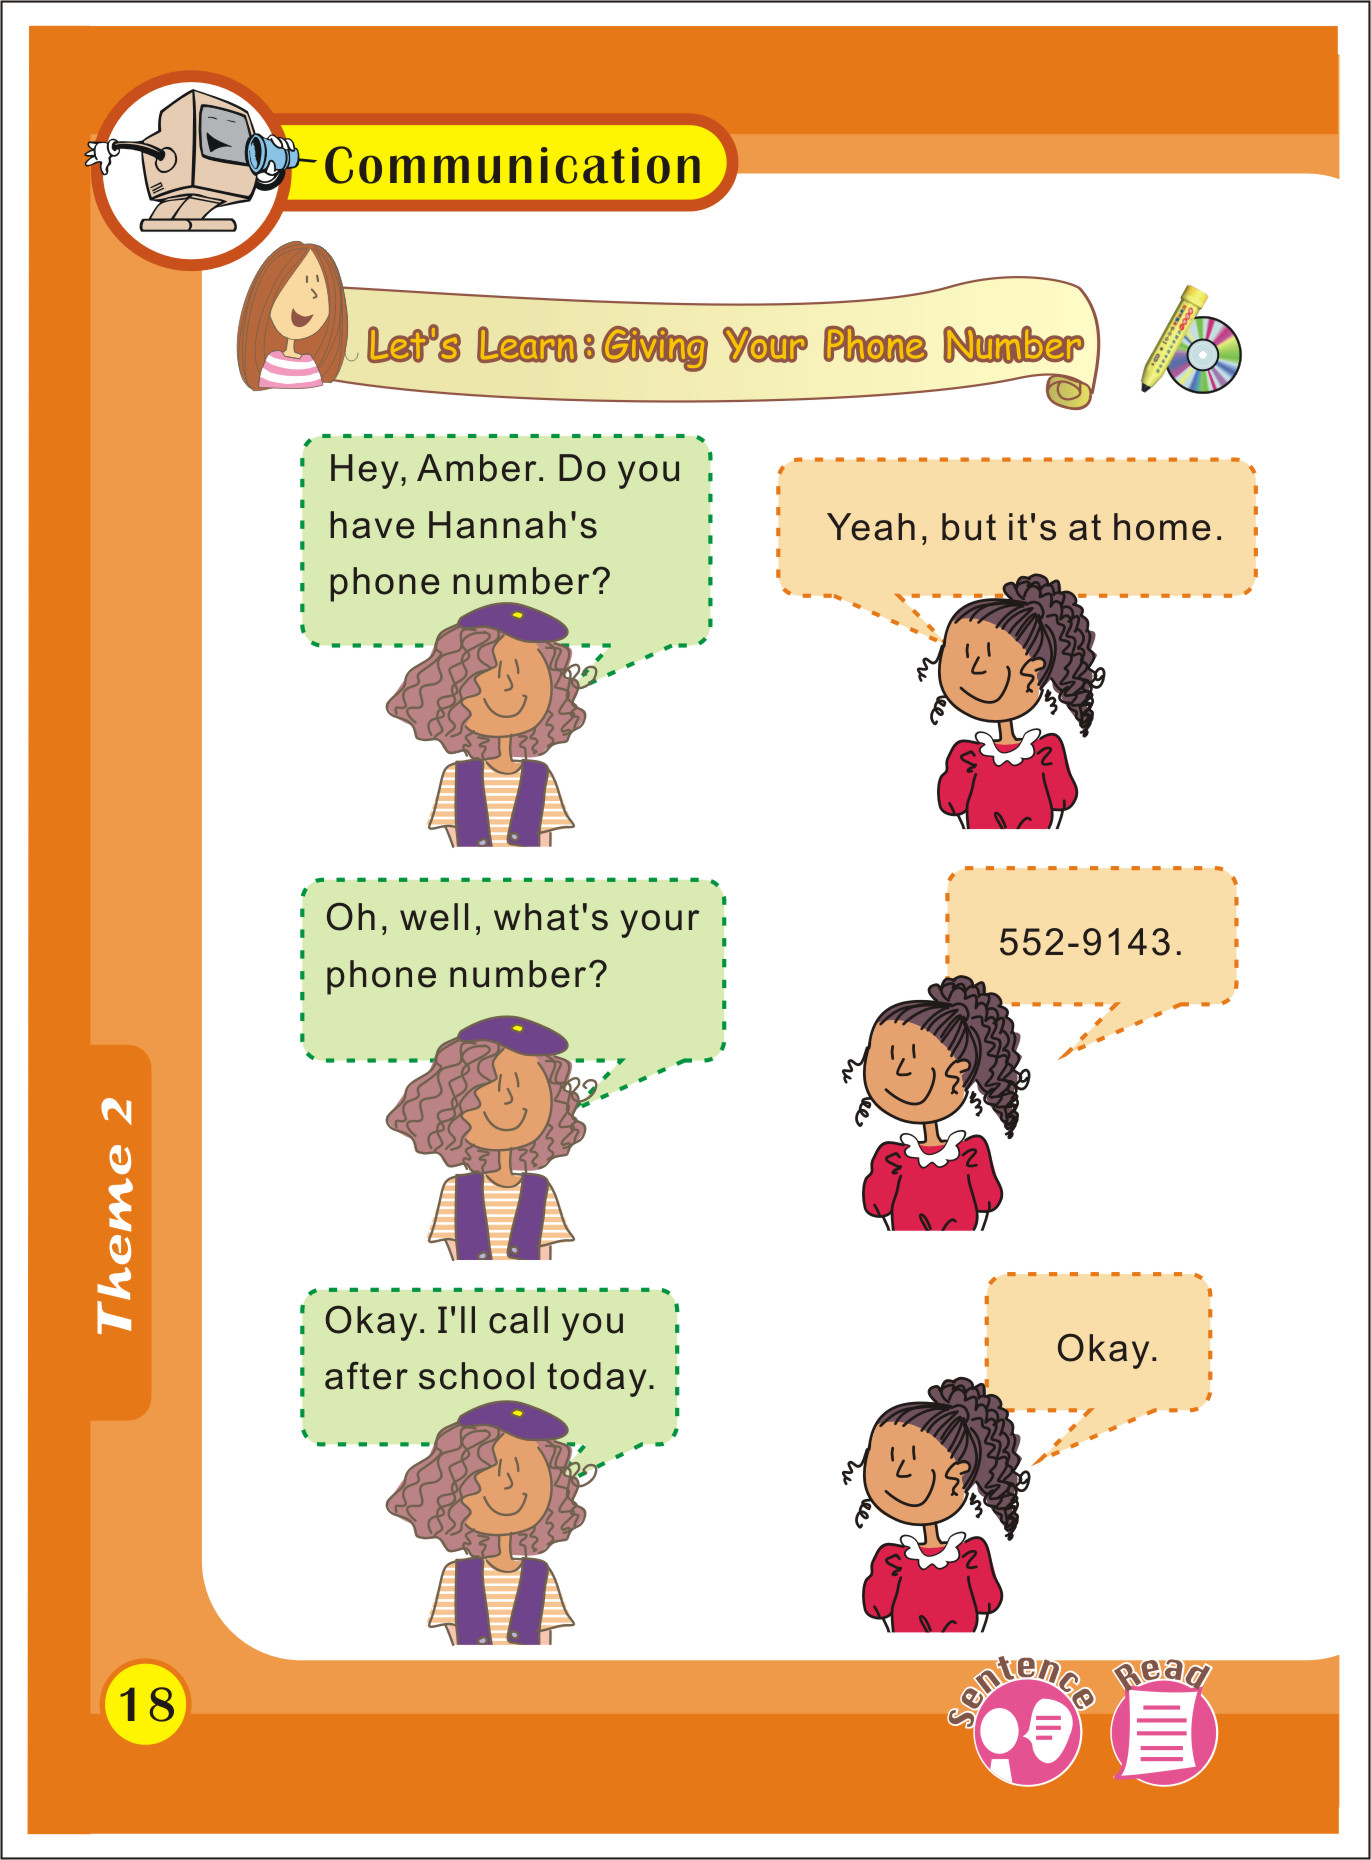 Communication
Let's Learn: Giving Your Phone Number
Hey, Amber. Do you
have Hannah's
phone number?
Yeah, but it's at home.
Oh, well, what's your
phone number?
552-9143.
Okay. I'll call you
after school today.
Okay.
Theme 2
18
Sentence
Read